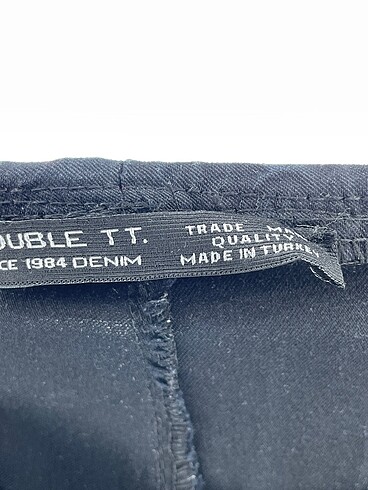 OUBLE TT.
CE 1984 DENIM
TRADE MA
QUALITY
MADE IN TURKEY